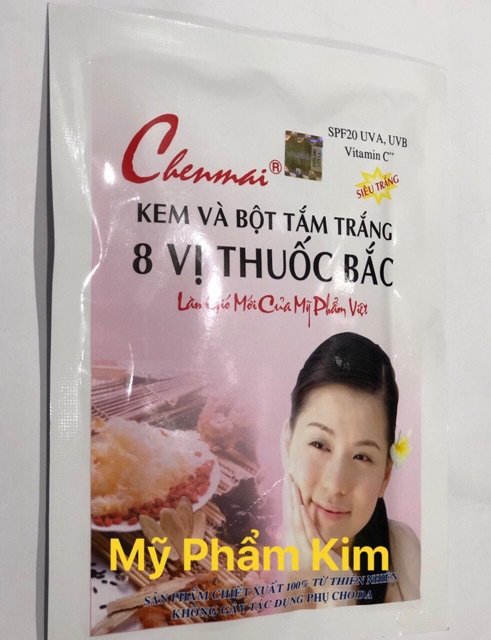 SPF20 UVA, UVB
Vitamin C
Chenmai®
SIÊU TRẮNG
KEM VÀ BỘT TẮM TRẮNG
8 VỊ THUỐC BẮC
Làn Gió Mới Của Mỹ Phẩm Việt
Mỹ Phẩm Kim
SẢN PHẨM CHIẾT XUẤT 100% TỪ THIÊN NHIÊN
KHÔNG GÂY TÁC DỤNG PHỤ CHO DA